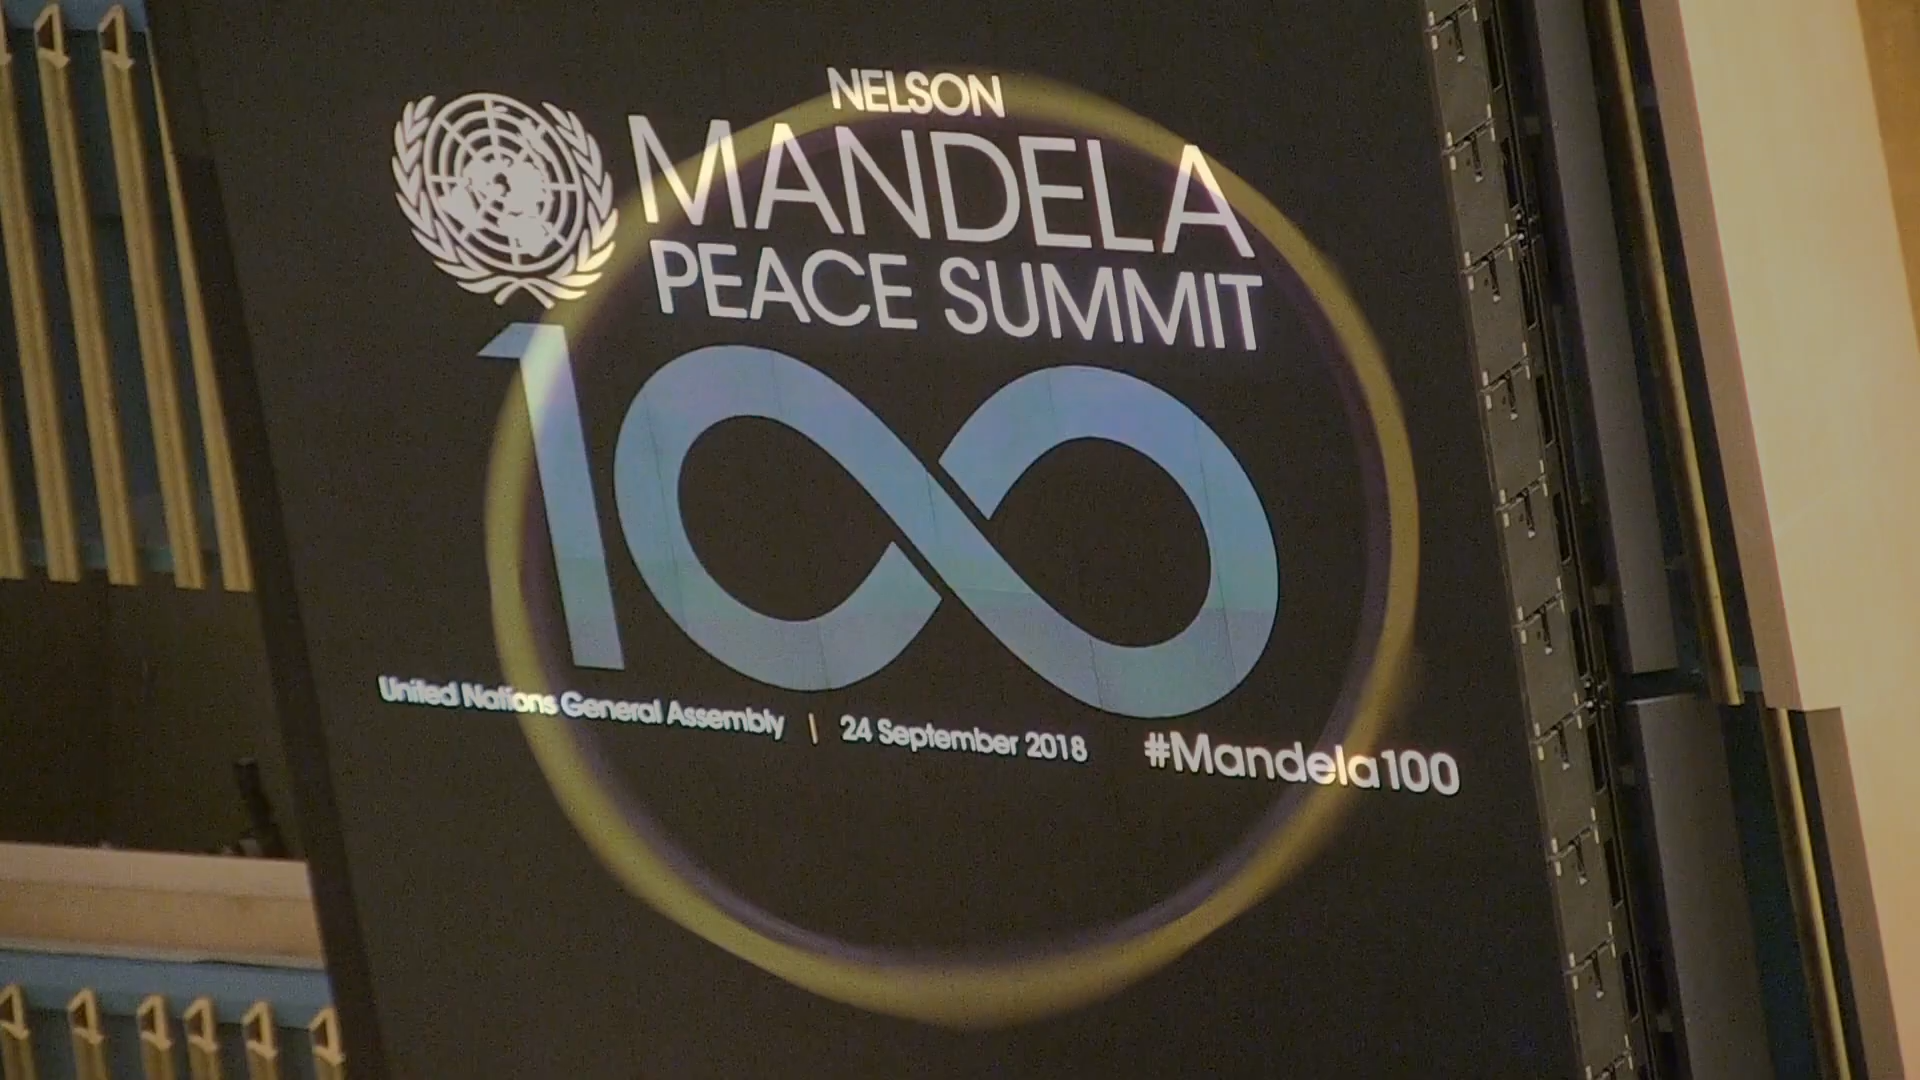 NELSON
MANDELA
PEACE SUMMIT
100
United Nations General Assembly | 24 September 2018
#Mandela100